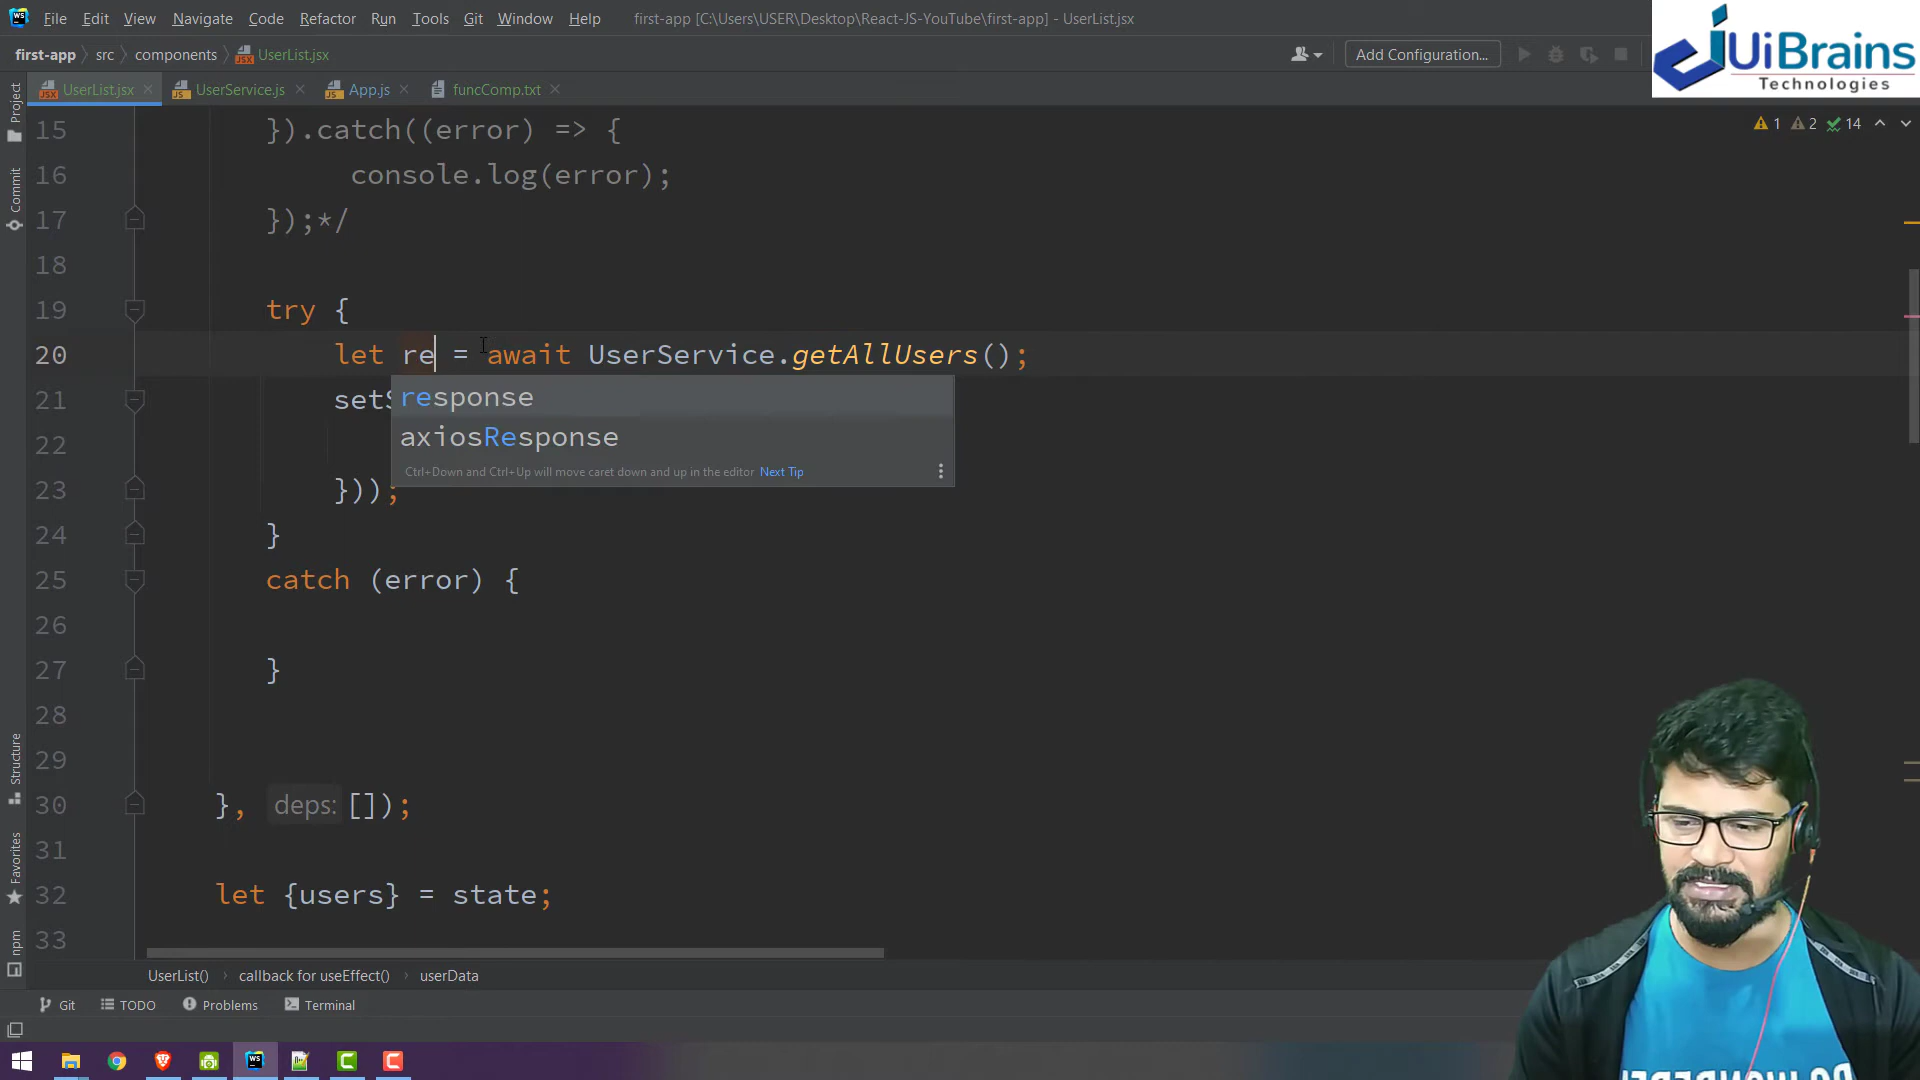 File Edit View Navigate Code Refactor Run Tools Git Window Help first-app [C:\Users\USER\Desktop\React-JS-YouTube\first-app] - UserList.jsx
first-app src components UserList.jsx Add Configuration...
UiBrains
Technologies
UserList.jsx UserService.js App.js funcComp.txt
Project
Commit
Structure
Favorites
npm
1 2 14
15 }).catch((error) => {
16 console.log(error);
17 });*/
18
19 try {
20 let re = await UserService.getAllUsers();
21 setS
response
22
axiosResponse
Ctrl+Down and Ctrl+Up will move caret down and up in the editor Next Tip
23 }));
24 }
25 catch (error) {
26
27 }
28
29
30 }, deps: []);
31
32 let {users} = state;
33
UserList() callback for useEffect() userData
Git TODO Problems Terminal